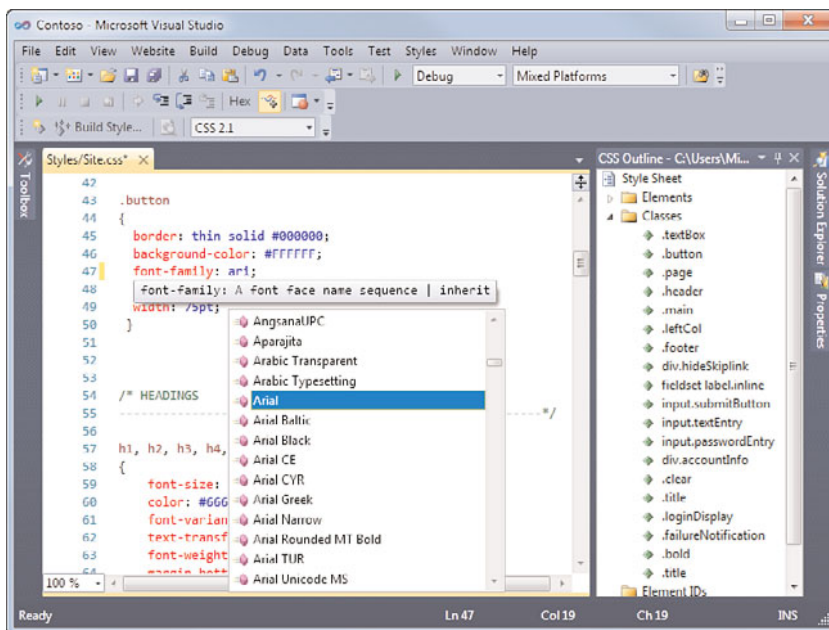 Contoso - Microsoft Visual Studio
File Edit View Website Build Debug Data Tools Test Styles Window Help
Debug Mixed Platforms
Hex
Build Style... CSS 2.1
Toolbox
Styles/Site.css* ×
42
43 .button
44 {
45 border: thin solid #000000;
46 background-color: #FFFFFF;
47 font-family: ari;
48
font-family: A font face name sequence | inherit
49 width: 75pt;
50 }
51
52
53
54 /* HEADINGS
55 ----------------------------------------------------------*/
56
57 h1, h2, h3, h4,
58 {
59 font-size:
60 color: #666
61 font-varian
62 text-transf
63 font-weight
64 margin-bott
AngsanaUPC
Aparajita
Arabic Transparent
Arabic Typesetting
Arial
Arial Baltic
Arial Black
Arial CE
Arial CYR
Arial Greek
Arial Narrow
Arial Rounded MT Bold
Arial TUR
Arial Unicode MS
100 %
CSS Outline - C:\Users\Mi...
Style Sheet
Elements
Classes
.textBox
.button
.page
.header
.main
.leftCol
.footer
div.hideSkiplink
fieldset label.inline
input.submitButton
input.textEntry
input.passwordEntry
div.accountInfo
.clear
.title
.loginDisplay
.failureNotification
.bold
.title
Element IDs
Solution Explorer
Properties
Ready Ln 47 Col 19 Ch 19 INS